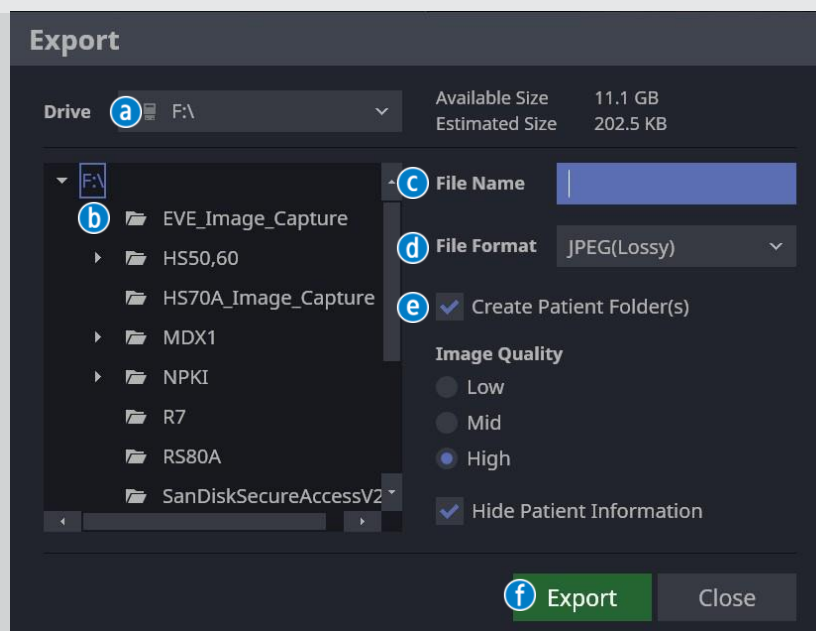 Export
Drive a F:\
Available Size 11.1 GB
Estimated Size 202.5 KB
F:\
b EVE_Image_Capture
HS50,60
HS70A_Image_Capture
MDX1
NPKI
R7
RS80A
SanDiskSecureAccessV2
c File Name
d File Format JPEG(Lossy)
e Create Patient Folder(s)
Image Quality
Low
Mid
High
Hide Patient Information
f Export Close